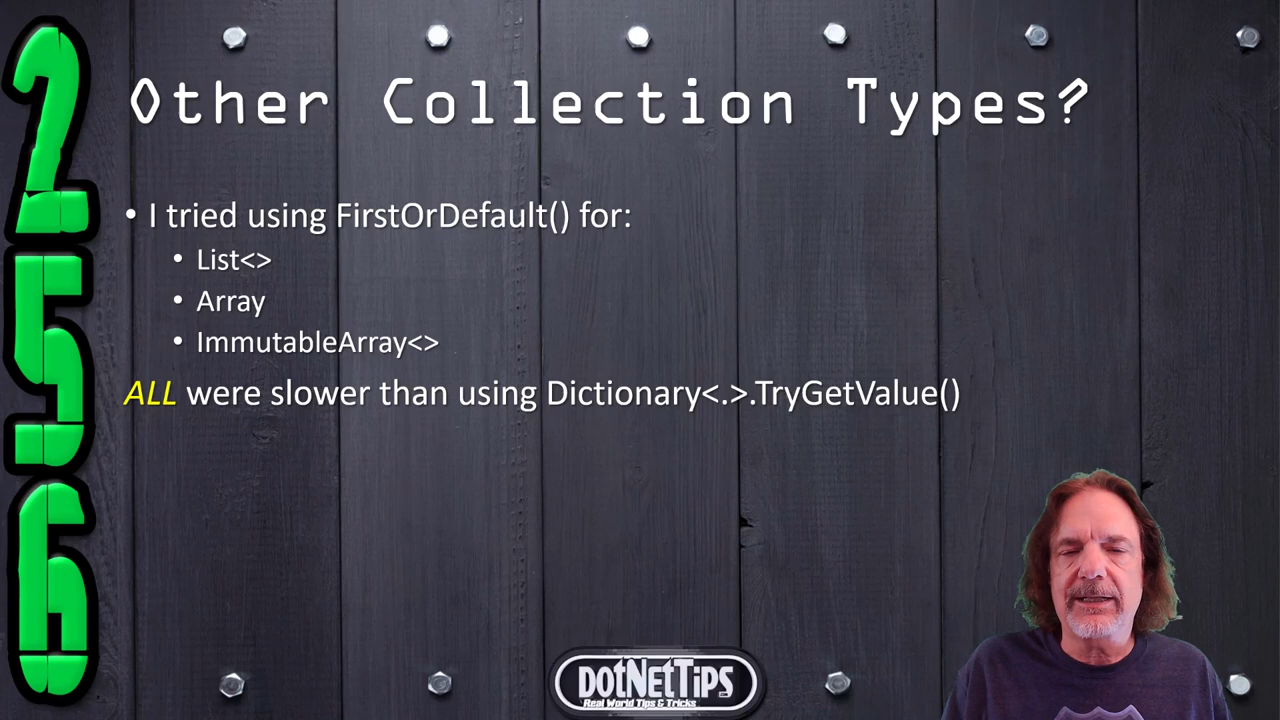 256
Other Collection Types?
• I tried using FirstOrDefault() for:
• List<>
• Array
• ImmutableArray<>
ALL were slower than using Dictionary<.>.TryGetValue()
dotNetTips
Real World Tips & Tricks